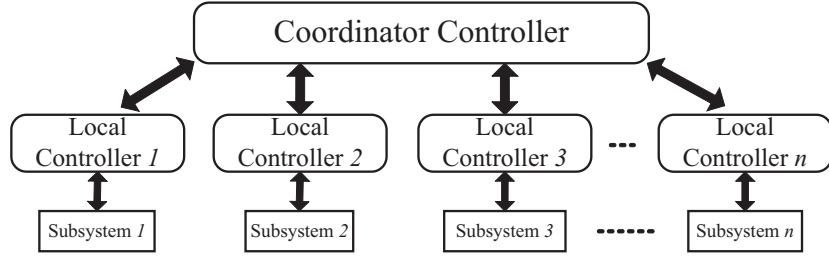 Coordinator Controller
Local
Controller 1
Local
Controller 2
Local
Controller 3
Local
Controller n
Subsystem 1
Subsystem 2
Subsystem 3
Subsystem n